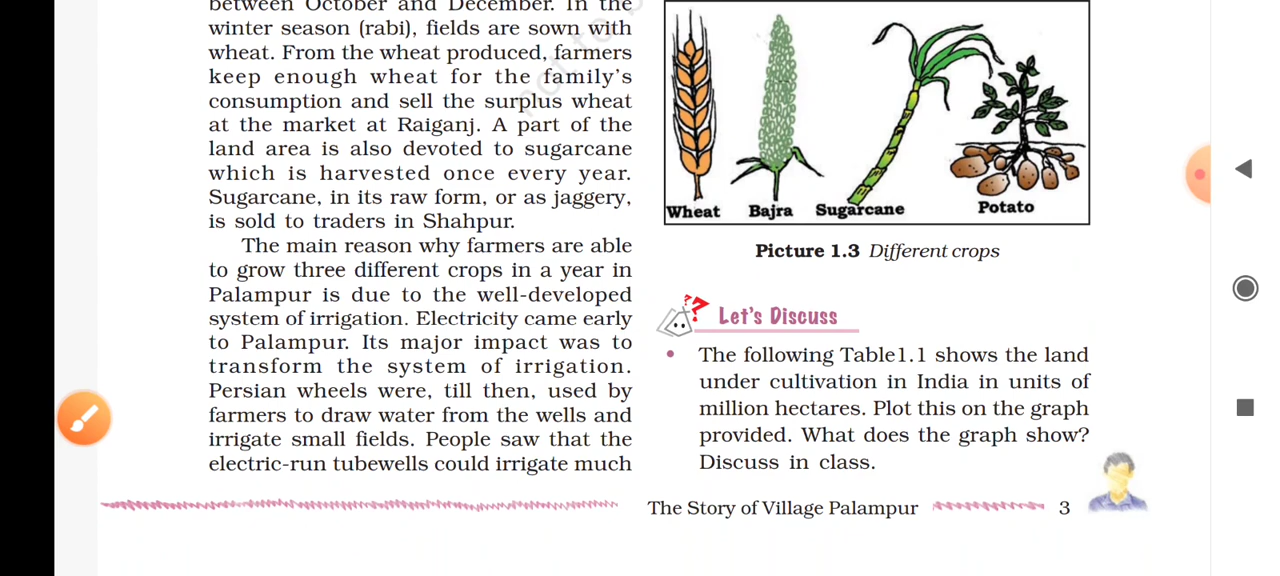 between October and December. In the
winter season (rabi), fields are sown with
wheat. From the wheat produced, farmers
keep enough wheat for the family's
consumption and sell the surplus wheat
at the market at Raiganj. A part of the
land area is also devoted to sugarcane
which is harvested once every year.
Sugarcane, in its raw form, or as jaggery,
is sold to traders in Shahpur.
The main reason why farmers are able
to grow three different crops in a year in
Palampur is due to the well-developed
system of irrigation. Electricity came early
to Palampur. Its major impact was to
transform the system of irrigation.
Persian wheels were, till then, used by
farmers to draw water from the wells and
irrigate small fields. People saw that the
electric-run tubewells could irrigate much
Wheat Bajra Sugarcane Potato
Picture 1.3 Different crops
?? Let's Discuss
• The following Table1.1 shows the land
under cultivation in India in units of
million hectares. Plot this on the graph
provided. What does the graph show?
Discuss in class.
The Story of Village Palampur 3